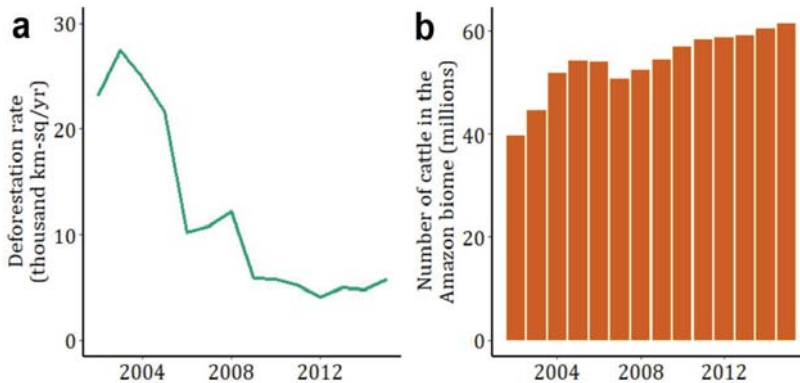 a
Deforestation rate
(thousand km-sq/yr)
30
20
10
0
2004 2008 2012
b
Number of cattle in the
Amazon biome (millions)
60
40
20
0
2004 2008 2012